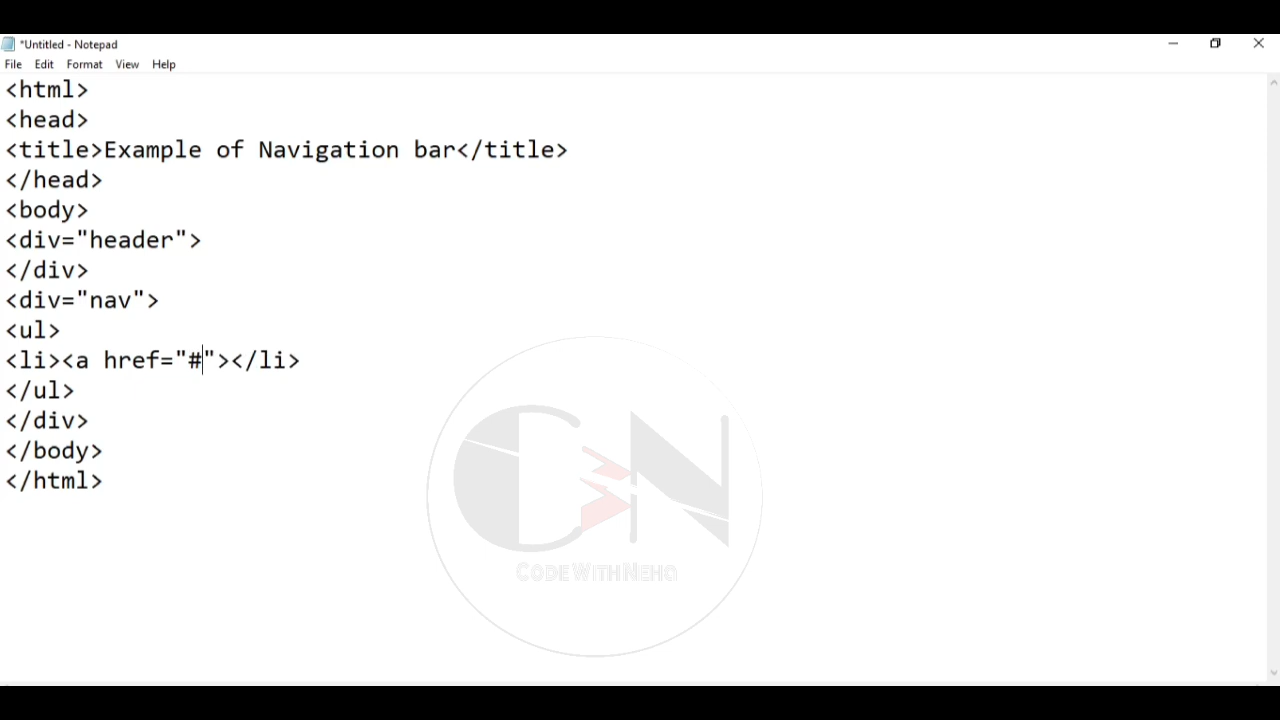 *Untitled - Notepad
File Edit Format View Help
<html>
<head>
<title>Example of Navigation bar</title>
</head>
<body>
<div="header">
</div>
<div="nav">
<ul>
<li><a href="#"></li>
</ul>
</div>
</body>
</html>
CODEWITHNEHA